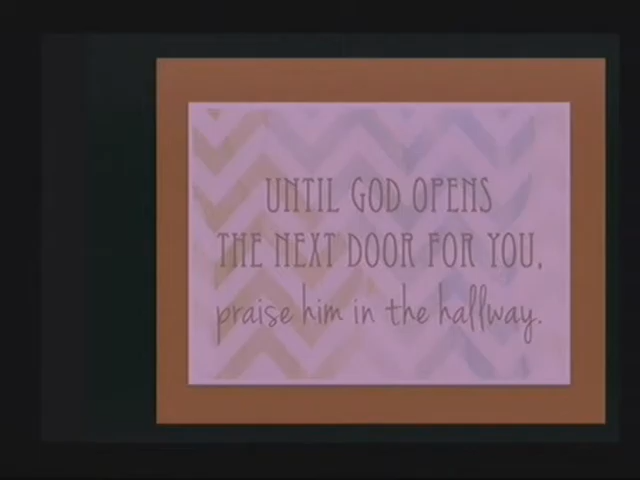 UNTIL GOD OPENS
THE NEXT DOOR FOR YOU,
praise him in the hallway.